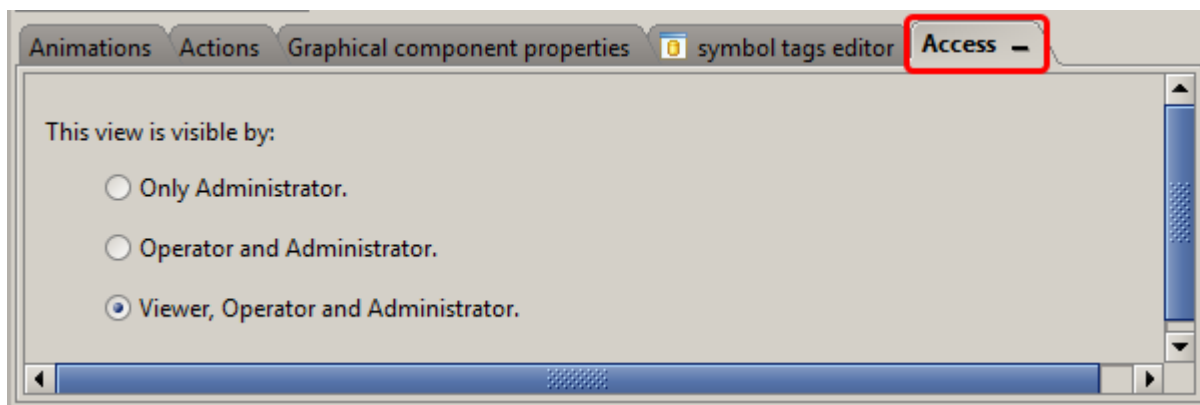 Animations Actions Graphical component properties symbol tags editor Access
This view is visible by:
Only Administrator.
Operator and Administrator.
Viewer, Operator and Administrator.